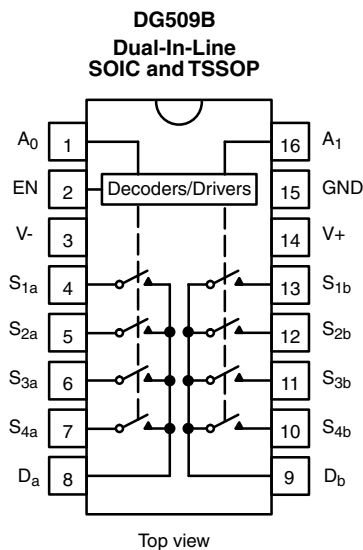 DG509B
Dual-In-Line
SOIC and TSSOP
A0 1 16 A1
EN 2 Decoders/Drivers 15 GND
V- 3 14 V+
S1a 4 13 S1b
S2a 5 12 S2b
S3a 6 11 S3b
S4a 7 10 S4b
Da 8 9 Db
Top view